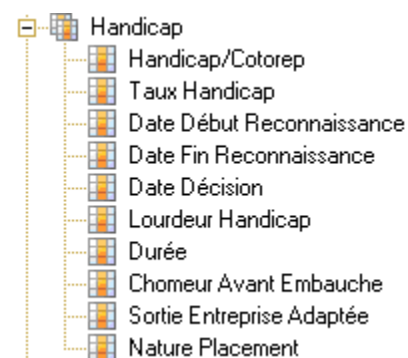 Handicap
Handicap/Cotorep
Taux Handicap
Date Début Reconnaissance
Date Fin Reconnaissance
Date Décision
Lourdeur Handicap
Durée
Chomeur Avant Embauche
Sortie Entreprise Adaptée
Nature Placement